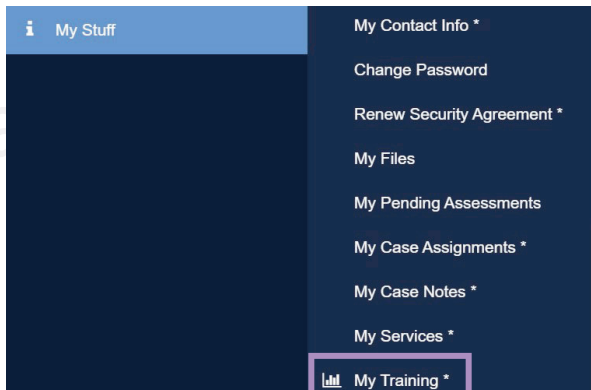 My Stuff
My Contact Info *
Change Password
Renew Security Agreement *
My Files
My Pending Assessments
My Case Assignments *
My Case Notes *
My Services *
My Training *